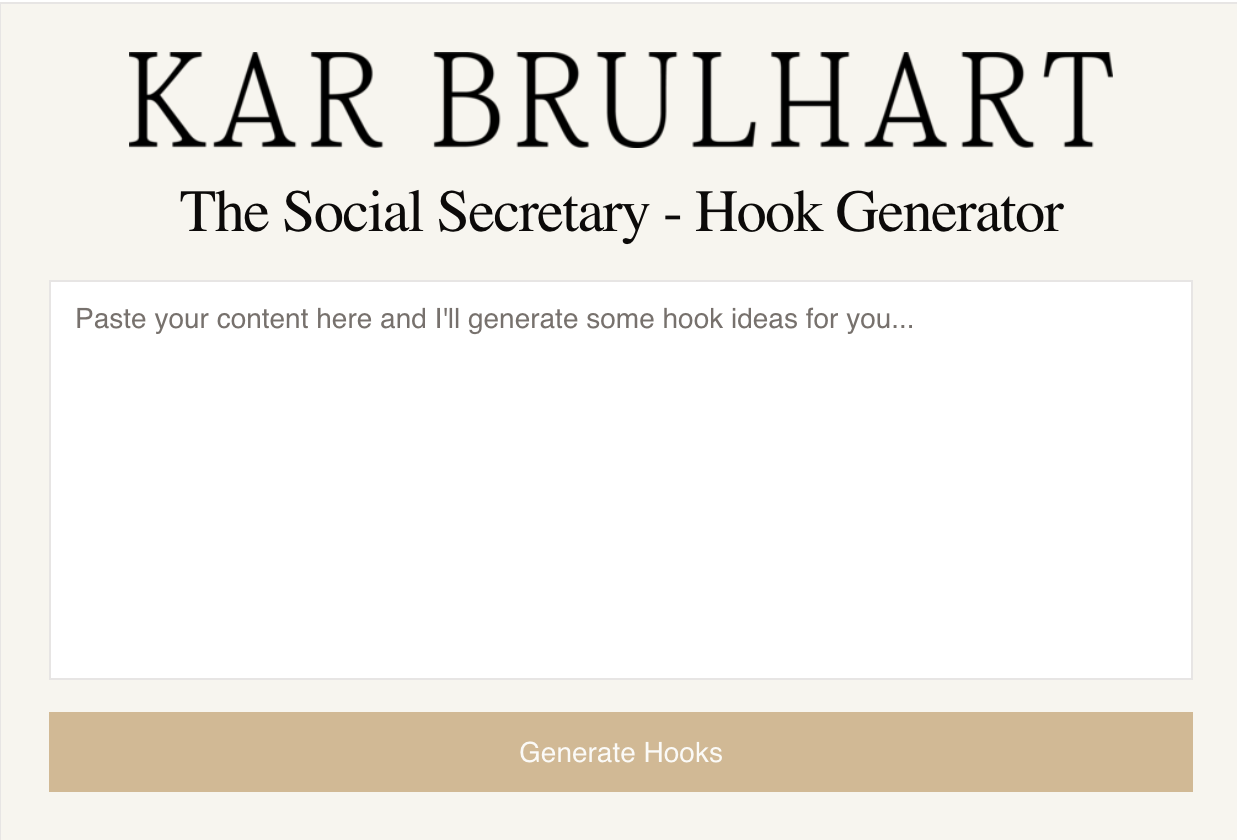 KAR BRULHART
The Social Secretary - Hook Generator
Paste your content here and I'll generate some hook ideas for you...
Generate Hooks